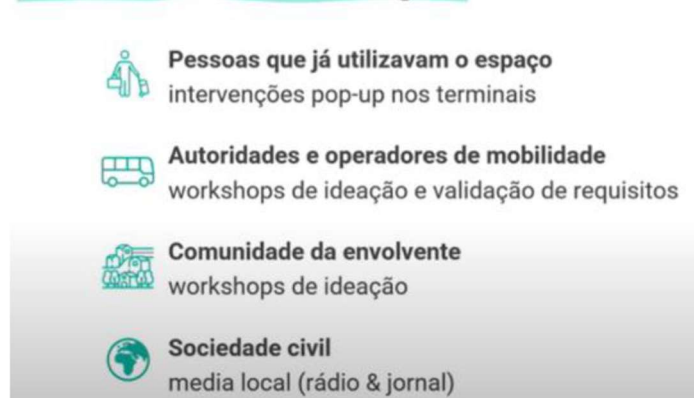 Pessoas que já utilizavam o espaço
intervenções pop-up nos terminais
Autoridades e operadores de mobilidade
workshops de ideação e validação de requisitos
Comunidade da envolvente
workshops de ideação
Sociedade civil
media local (rádio & jornal)